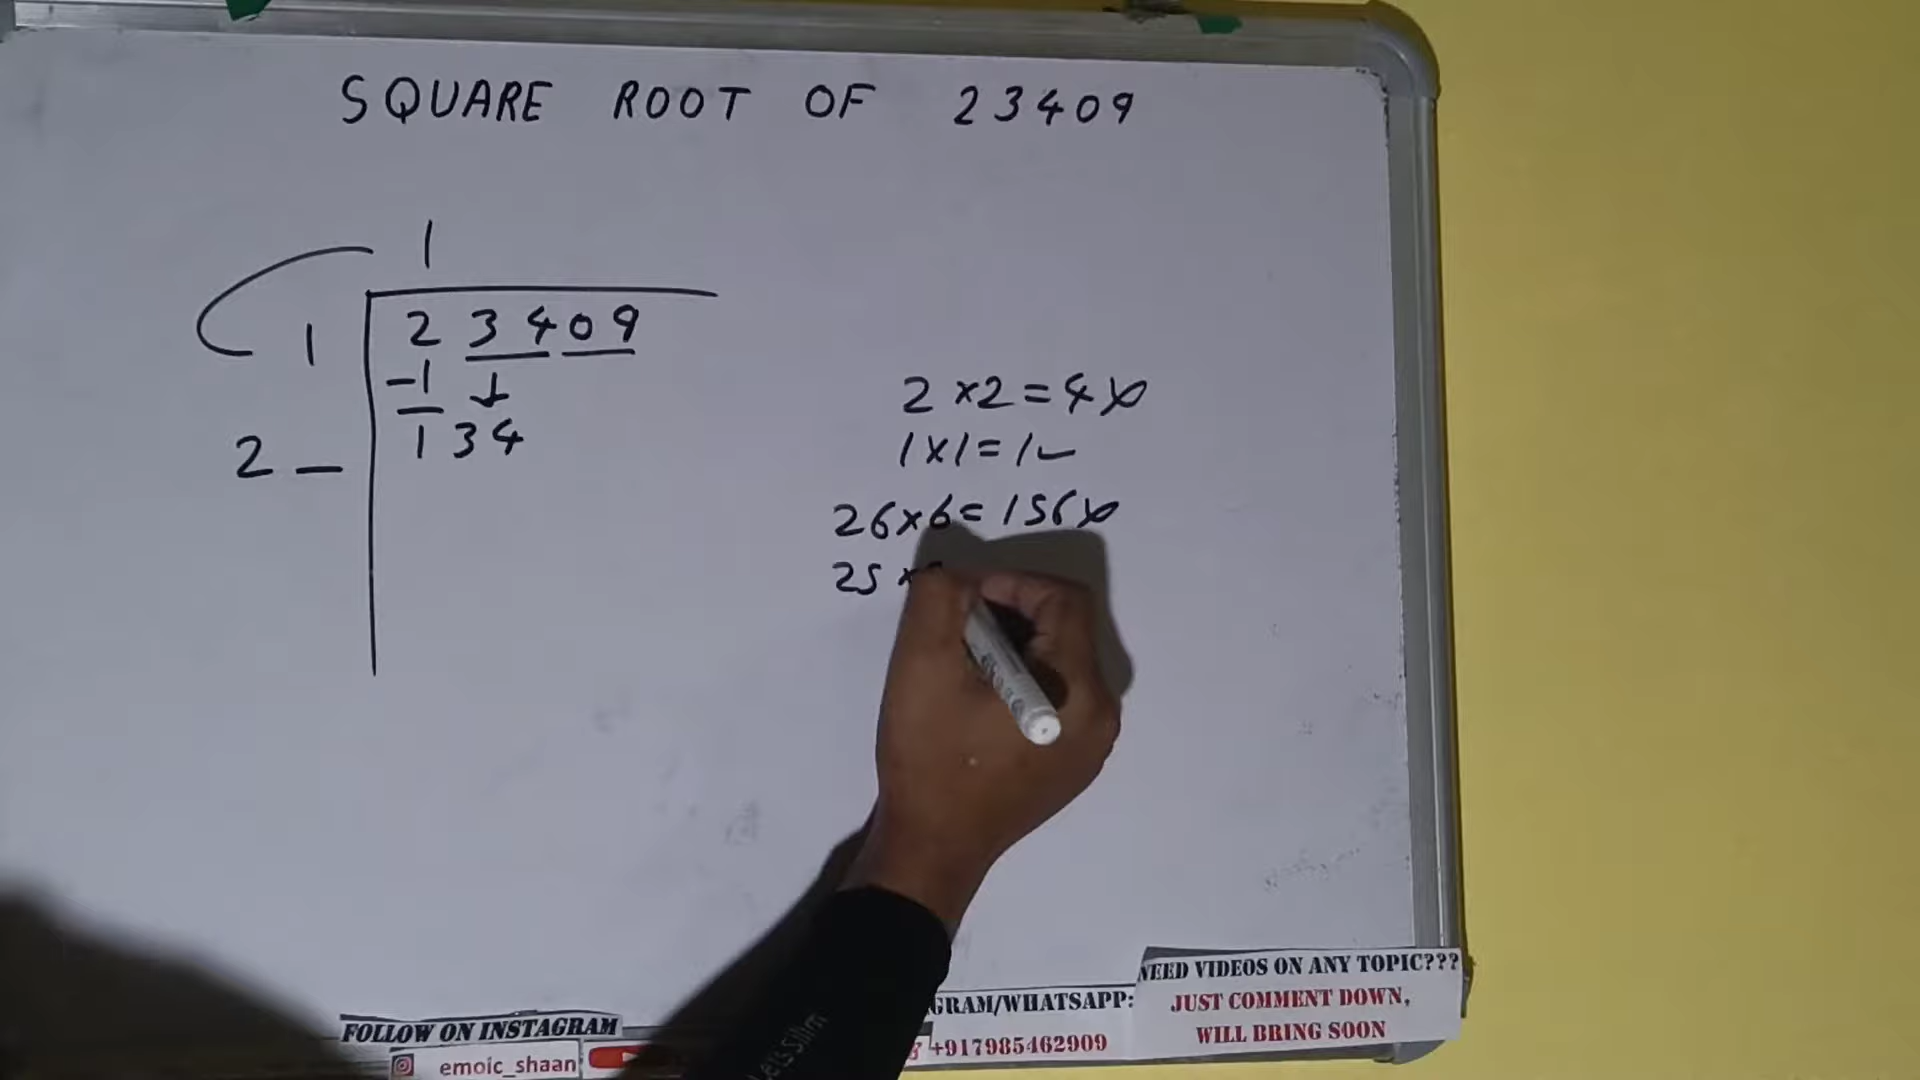 SQUARE ROOT OF 23409
1
1 23409
-1
2 _ 134
2×2=4×
1×1=1✓
26×6=156×
25×
NEED VIDEOS ON ANY TOPIC???
JUST COMMENT DOWN,
WILL BRING SOON
GRAM/WHATSAPP:
+917985462909
FOLLOW ON INSTAGRAM
emoic_shaan